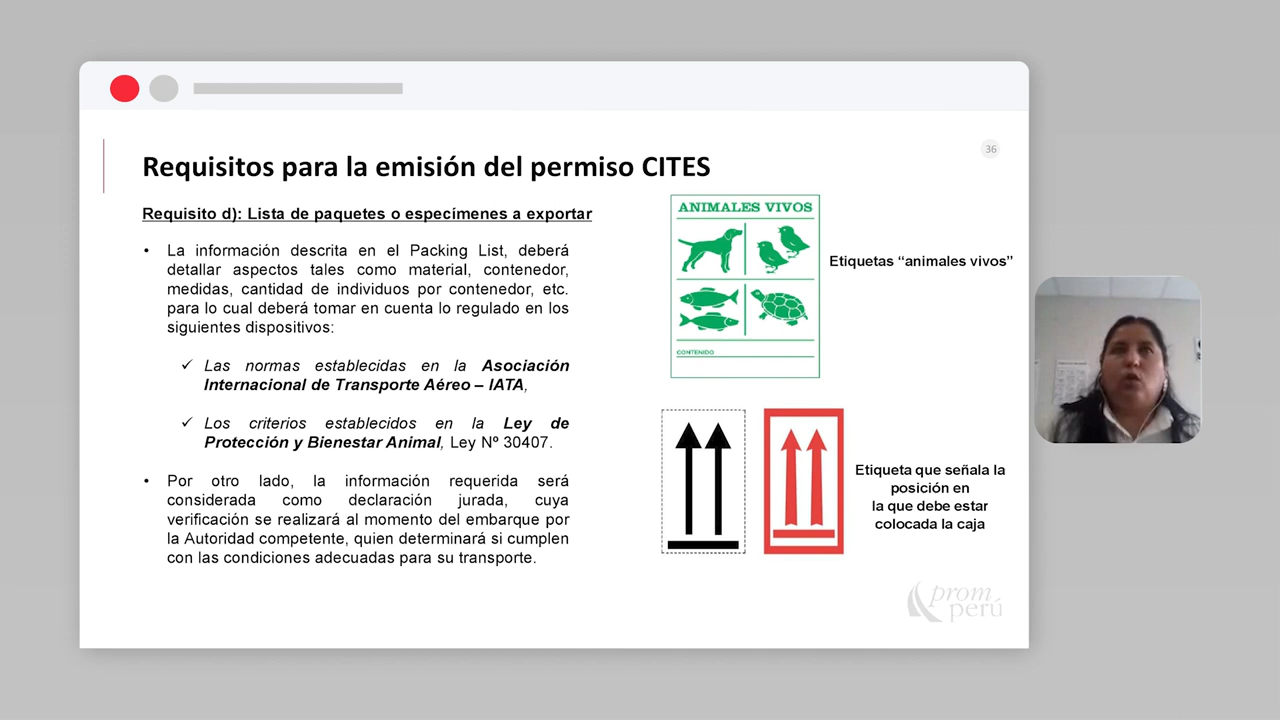 Requisitos para la emisión del permiso CITES
36
Requisito d): Lista de paquetes o especímenes a exportar
• La información descrita en el Packing List, deberá
detallar aspectos tales como material, contenedor,
medidas, cantidad de individuos por contenedor, etc.
para lo cual deberá tomar en cuenta lo regulado en los
siguientes dispositivos:
✓ Las normas establecidas en la Asociación
Internacional de Transporte Aéreo – IATA,
✓ Los criterios establecidos en la Ley de
Protección y Bienestar Animal, Ley Nº 30407.
• Por otro lado, la información requerida será
considerada como declaración jurada, cuya
verificación se realizará al momento del embarque por
la Autoridad competente, quien determinará si cumplen
con las condiciones adecuadas para su transporte.
ANIMALES VIVOS
CONTENIDO
Etiquetas “animales vivos”
Etiqueta que señala la
posición en
la que debe estar
colocada la caja
prom
perú